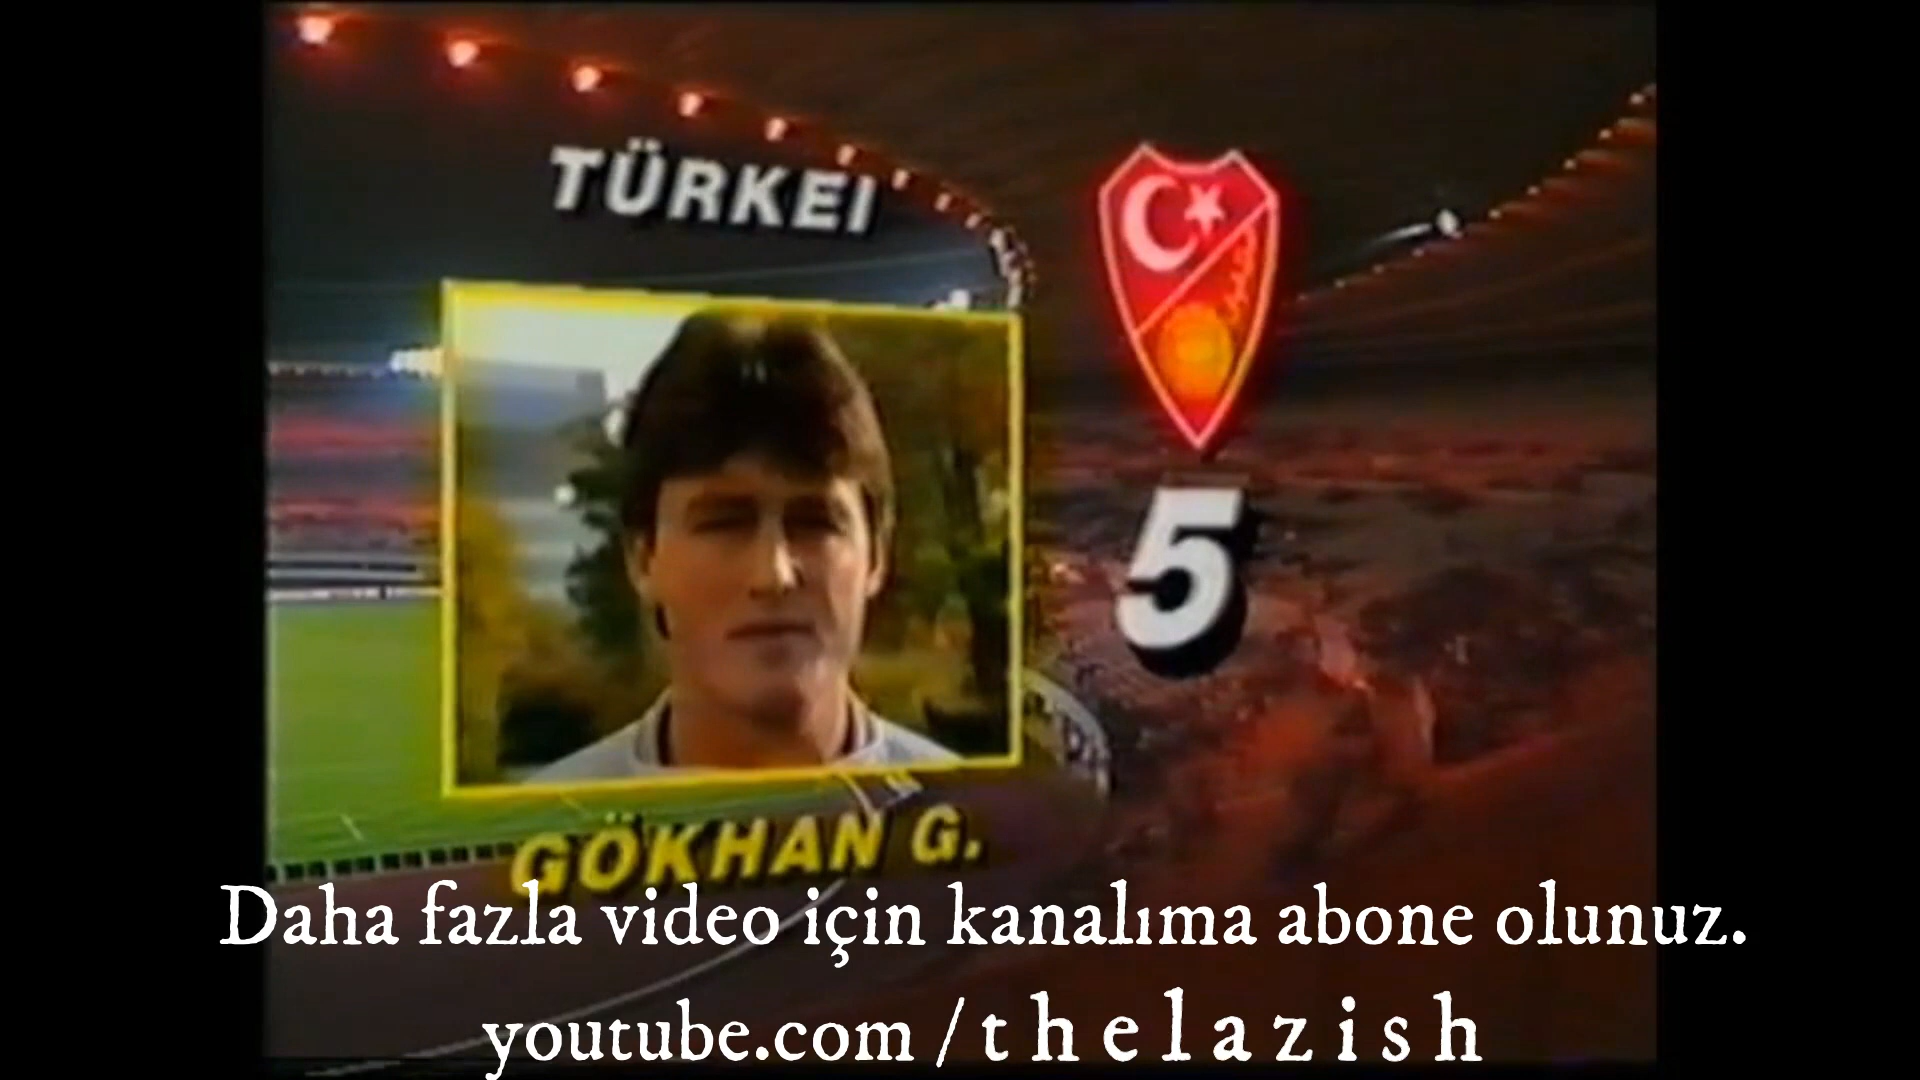 TÜRKEI
5
GÖKHAN G.
Daha fazla video için kanalıma abone olunuz.
youtube.com / t h e l a z i s h